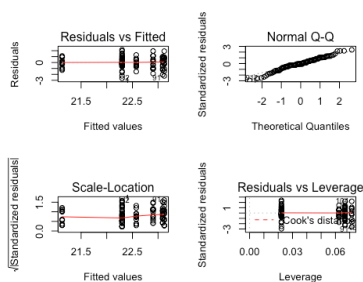 Residuals vs Fitted
Residuals
-3 0
21.5 22.5
Fitted values
Normal Q-Q
Standardized residuals
-3 0 3
-2 -1 0 1 2
Theoretical Quantiles
Scale-Location
√|Standardized residuals|
0.0 1.5
21.5 22.5
Fitted values
Residuals vs Leverage
Standardized residuals
-3 1
Cook's dista
0.00 0.03 0.06
Leverage